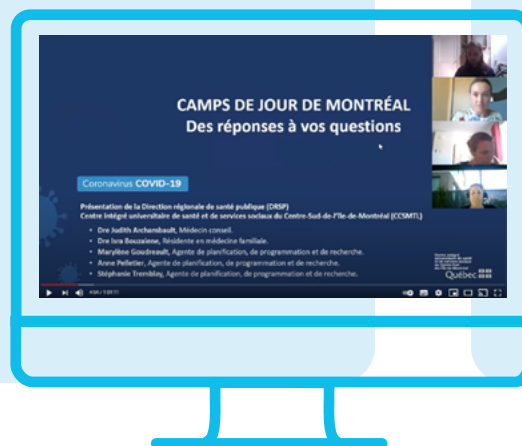 CAMPS DE JOUR DE MONTRÉAL
Des réponses à vos questions
Coronavirus COVID-19
Présentation de la Direction régionale de santé publique (DRSP)
Centre intégré universitaire de santé et de services sociaux du Centre-Sud-de-l'Île-de-Montréal (CCSMTL)
• Dre Judith Archambault, Médecin conseil.
• Dre Isra Bouzaiene, Résidente en médecine familiale.
• Marylène Goudreault, Agente de planification, de programmation et de recherche.
• Anne Pelletier, Agente de planification, de programmation et de recherche.
• Stéphanie Tremblay, Agente de planification, de programmation et de recherche.
Québec